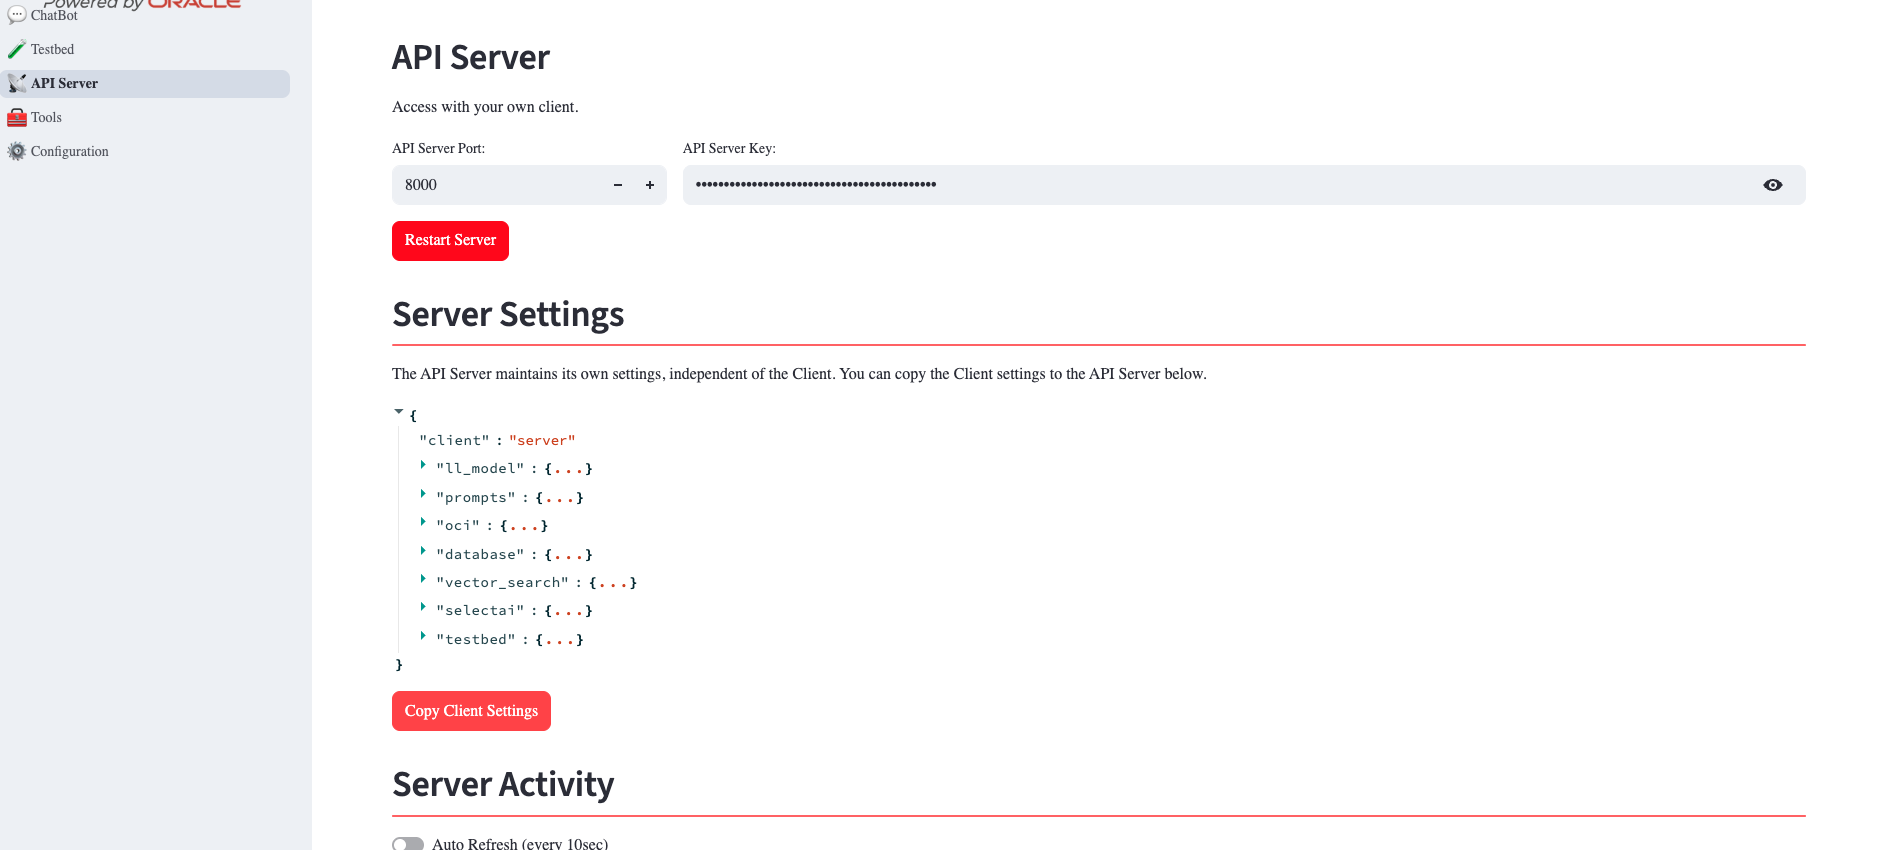 Powered by ORACLE
ChatBot
Testbed
API Server
Tools
Configuration
API Server
Access with your own client.
API Server Port:
API Server Key:
8000
••••••••••••••••••••••••••••••••••••••••••••
Restart Server
Server Settings
The API Server maintains its own settings, independent of the Client. You can copy the Client settings to the API Server below.
{
"client" : "server"
"ll_model" : {...}
"prompts" : {...}
"oci" : {...}
"database" : {...}
"vector_search" : {...}
"selectai" : {...}
"testbed" : {...}
}
Copy Client Settings
Server Activity
Auto Refresh (every 10sec)